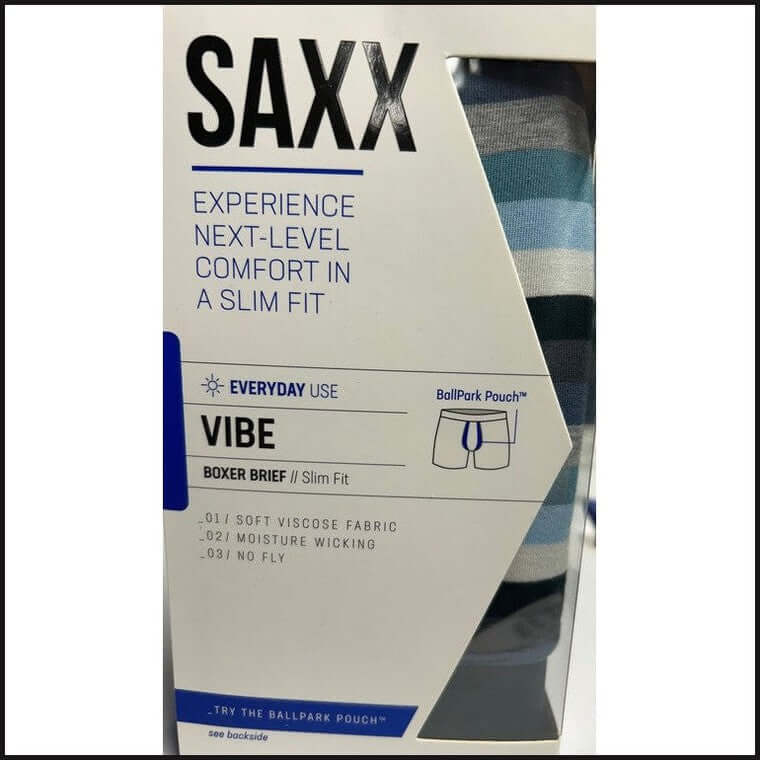 SAXX
EXPERIENCE
NEXT-LEVEL
COMFORT IN
A SLIM FIT
EVERYDAY USE
BallPark Pouch™
VIBE
BOXER BRIEF // Slim Fit
_01/ SOFT VISCOSE FABRIC
_02/ MOISTURE WICKING
_03/ NO FLY
_TRY THE BALLPARK POUCH™
see backside